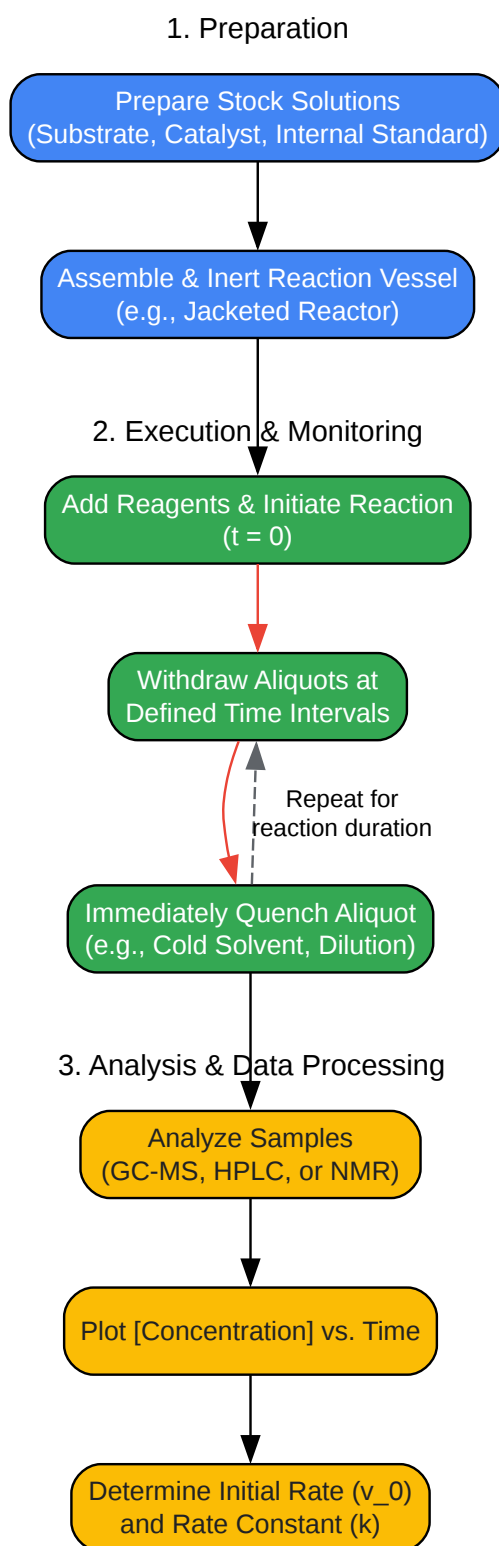 1. Preparation
Prepare Stock Solutions
(Substrate, Catalyst, Internal Standard)
Assemble & Inert Reaction Vessel
(e.g., Jacketed Reactor)
2. Execution & Monitoring
Add Reagents & Initiate Reaction
(t = 0)
Withdraw Aliquots at
Defined Time Intervals
Repeat for
reaction duration
Immediately Quench Aliquot
(e.g., Cold Solvent, Dilution)
3. Analysis & Data Processing
Analyze Samples
(GC-MS, HPLC, or NMR)
Plot [Concentration] vs. Time
Determine Initial Rate (v_0)
and Rate Constant (k)